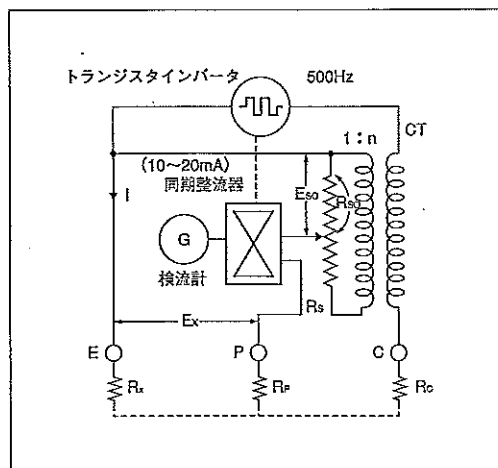 トランジスタインバータ
500Hz
1:n
CT
(10～20mA)
同期整流器
I
Eso
Rso
G
検流計
Rs
Ex
E
P
C
Rx
RP
RC